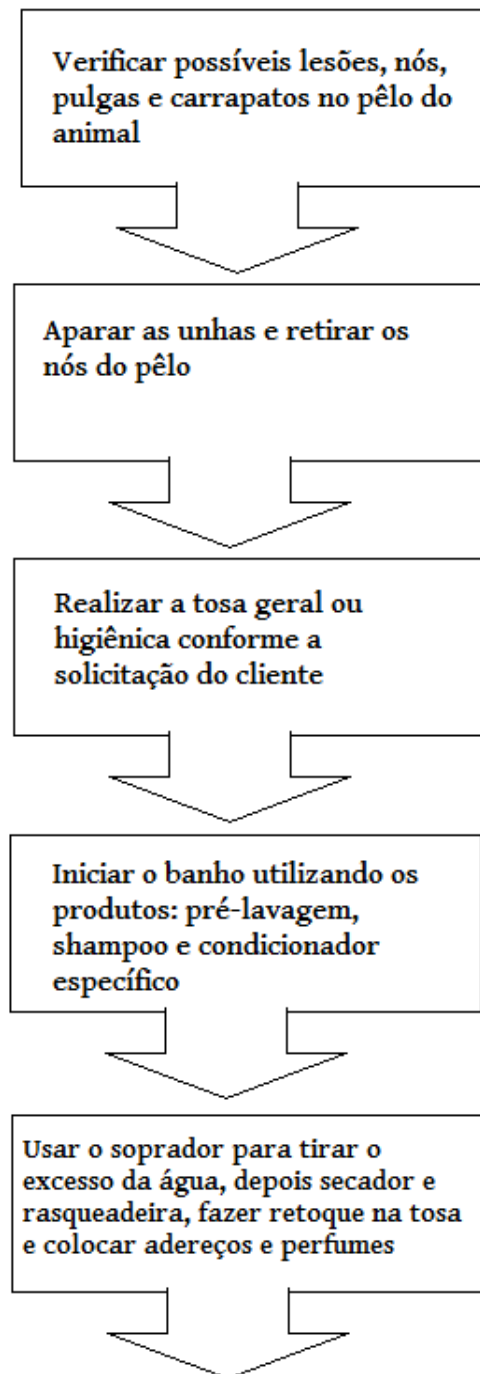 Verificar possíveis lesões, nós,
pulgas e carrapatos no pêlo do
animal
Aparar as unhas e retirar os
nós do pêlo
Realizar a tosa geral ou
higiênica conforme a
solicitação do cliente
Iniciar o banho utilizando os
produtos: pré-lavagem,
shampoo e condicionador
específico
Usar o soprador para tirar o
excesso da água, depois secador e
rasqueadeira, fazer retoque na tosa
e colocar adereços e perfumes